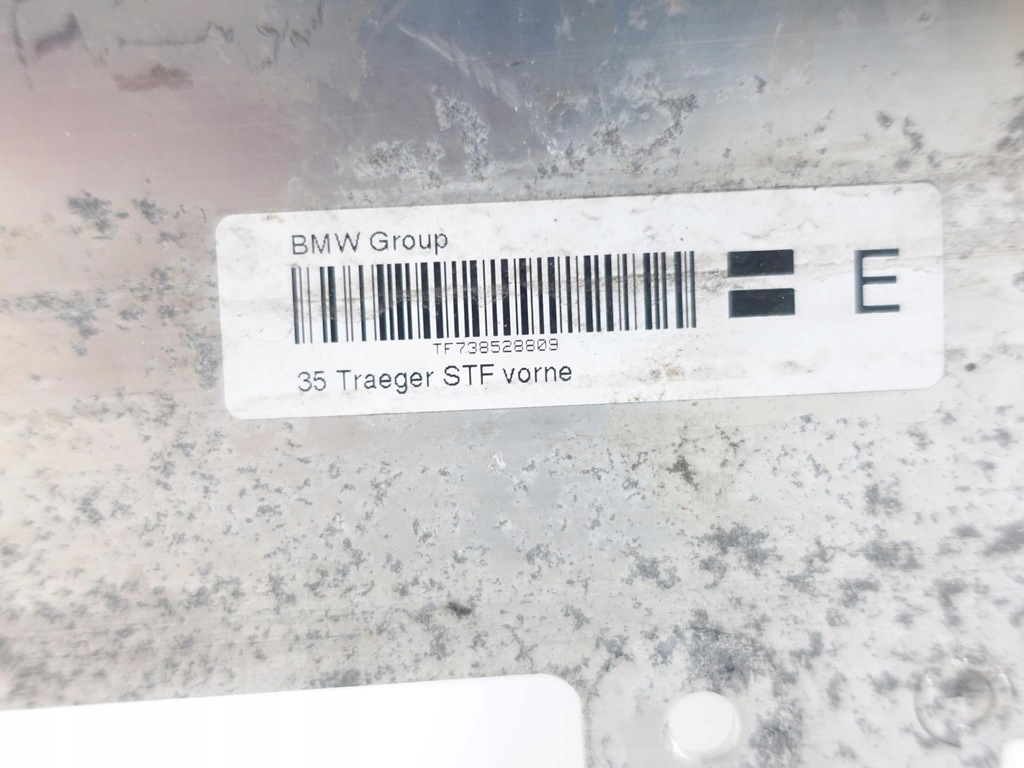 BMW Group
TF738528809
35 Traeger STF vorne
E